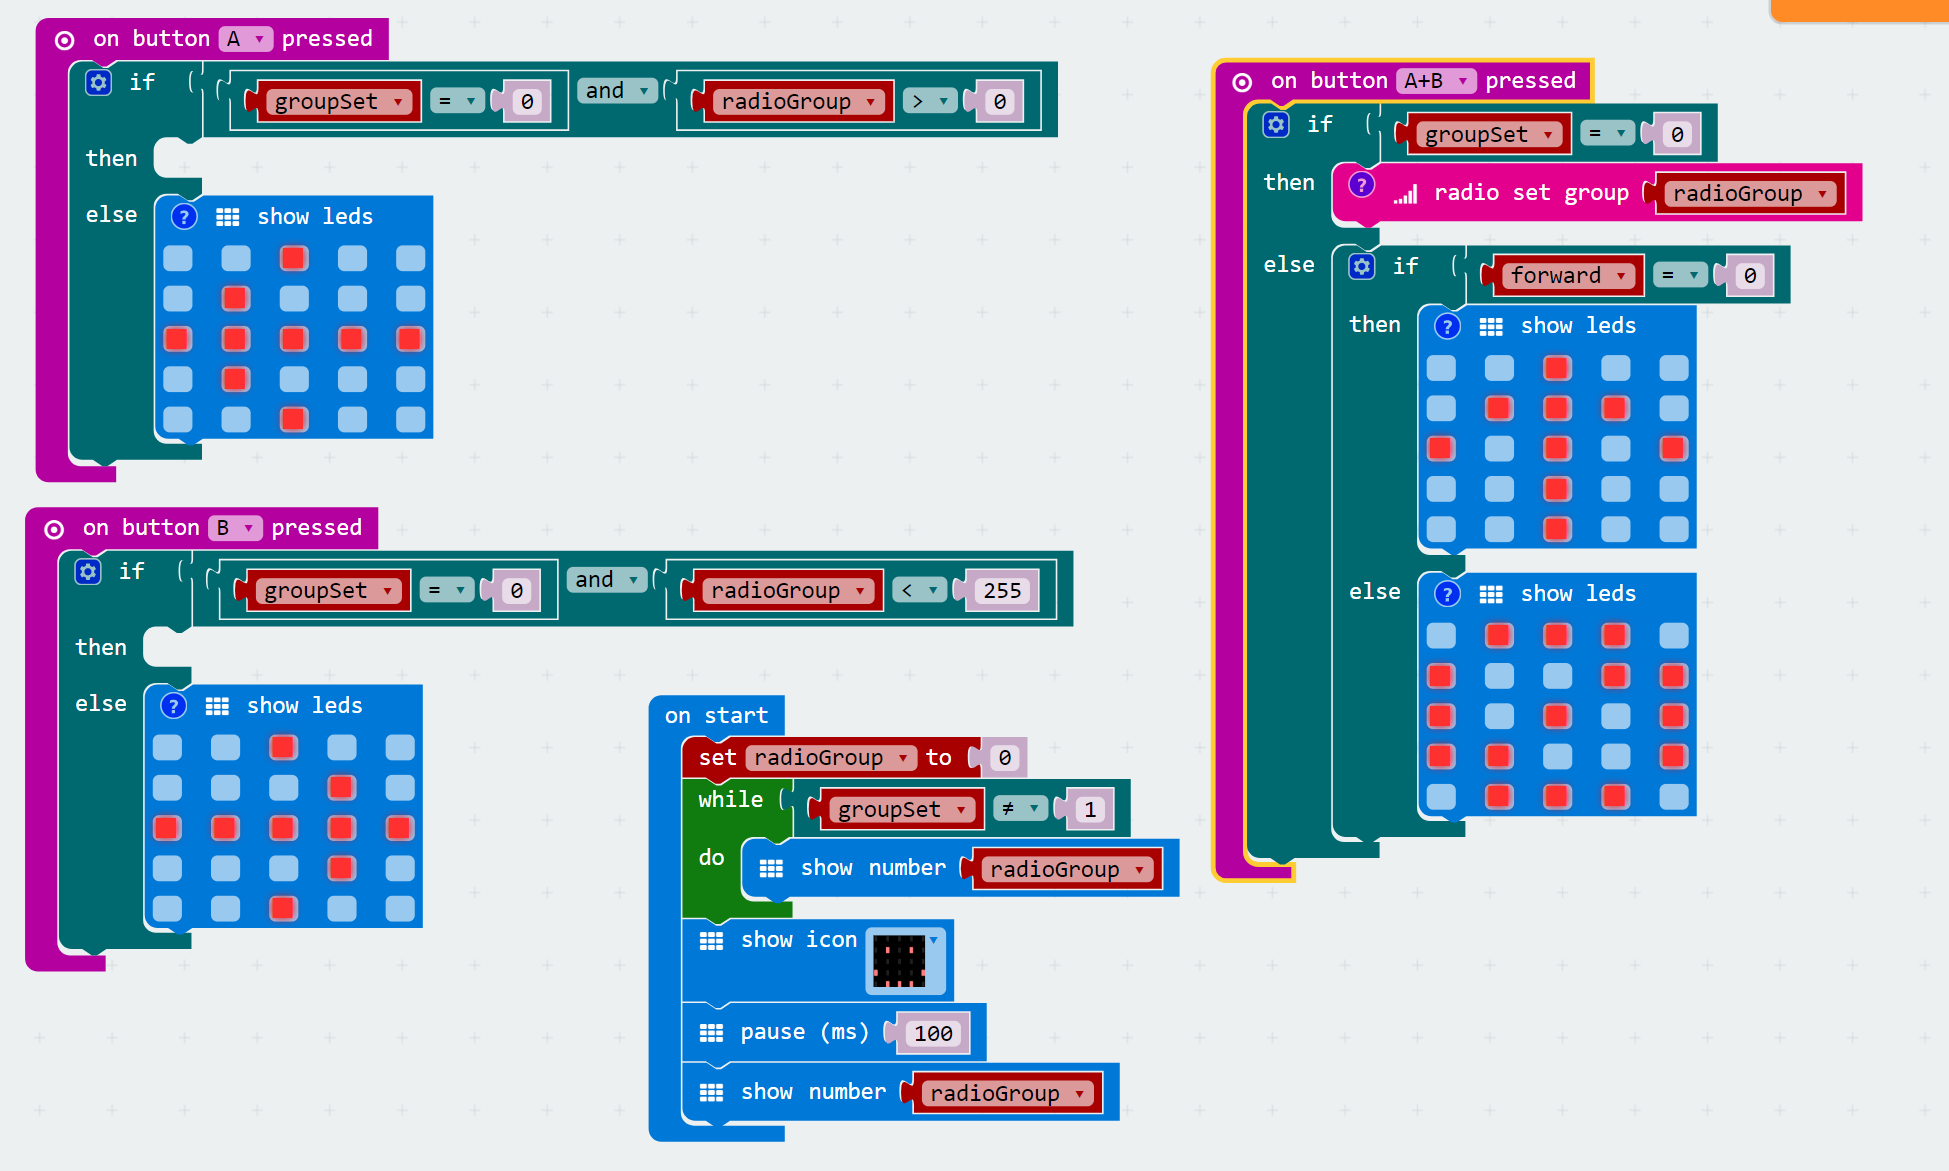 on button A pressed
if groupSet = 0 and radioGroup > 0
then
else ? show leds
on button B pressed
if groupSet = 0 and radioGroup < 255
then
else ? show leds
on start
set radioGroup to 0
while groupSet ≠ 1
do show number radioGroup
show icon
pause (ms) 100
show number radioGroup
on button A+B pressed
if groupSet = 0
then ? radio set group radioGroup
else if forward = 0
then ? show leds
else ? show leds